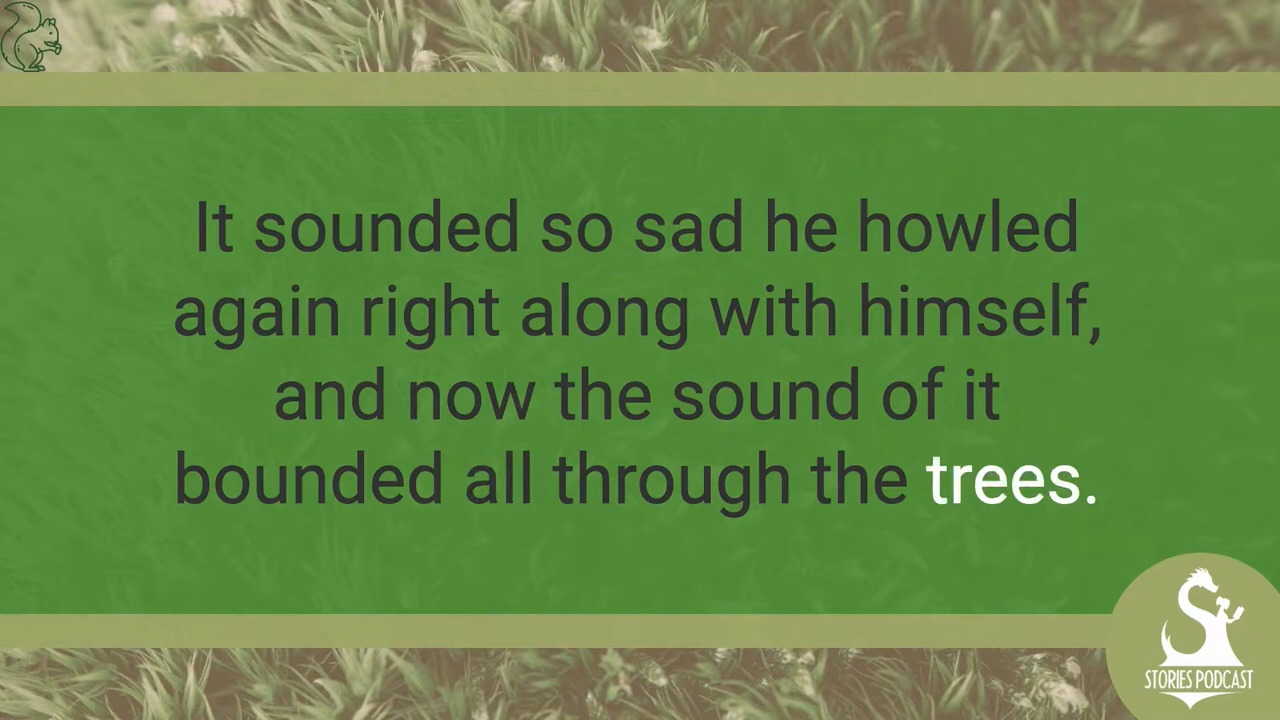 It sounded so sad he howled
again right along with himself,
and now the sound of it
bounded all through the trees.
STORIES PODCAST